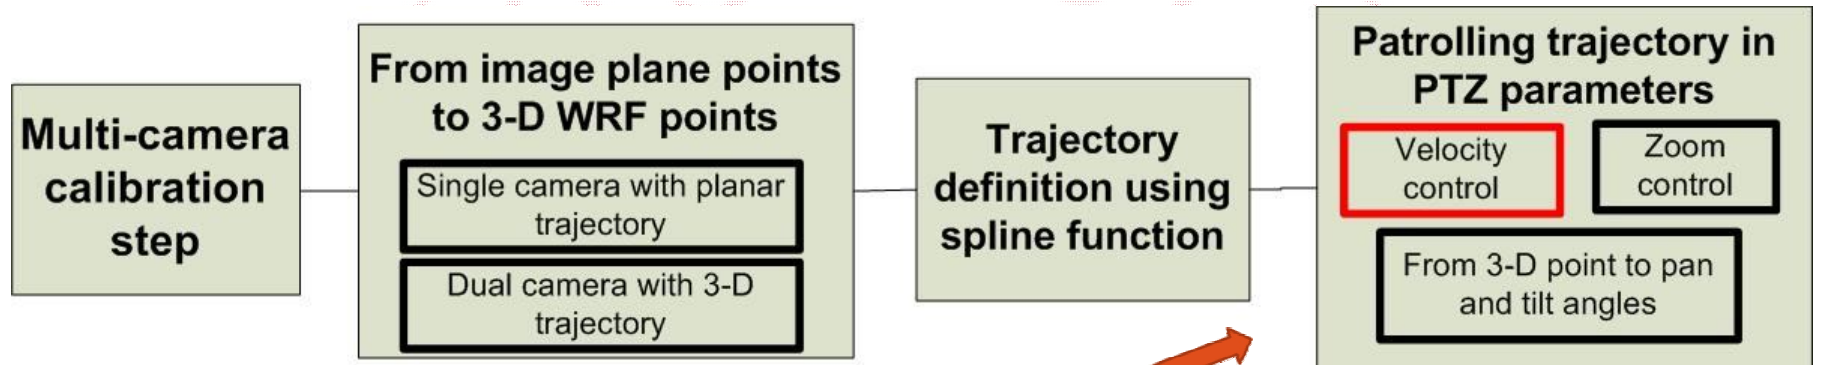 Multi-camera
calibration
step
From image plane points
to 3-D WRF points
Single camera with planar
trajectory
Dual camera with 3-D
trajectory
Trajectory
definition using
spline function
Patrolling trajectory in
PTZ parameters
Velocity
control
Zoom
control
From 3-D point to pan
and tilt angles